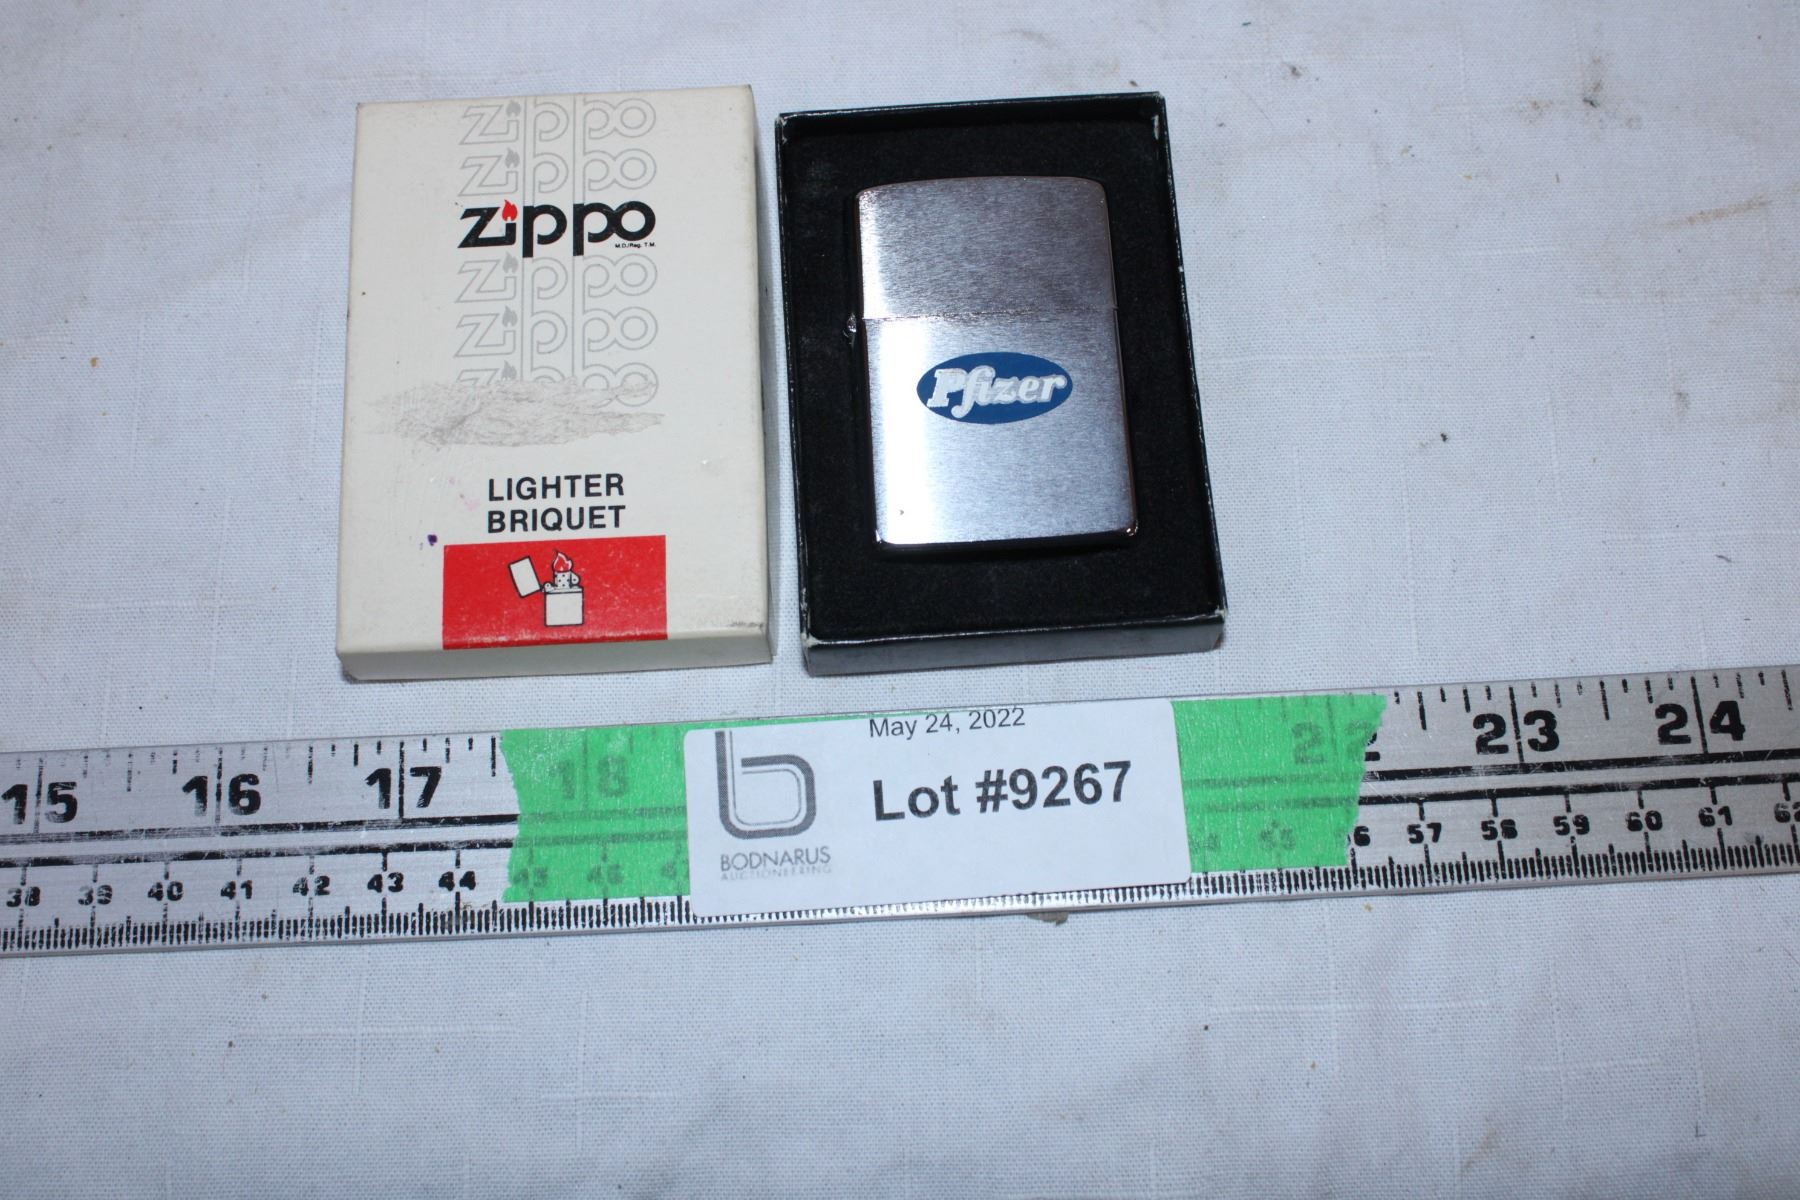 Zippo
Zippo
Zippo
M.D./Reg. T.M.
Zippo
Zippo
Zippo
LIGHTER
BRIQUET
Pfizer
May 24, 2022
Lot #9267
BODNARUS
AUCTIONEERING
15 16 17 18 22 23 24
38 39 40 41 42 43 44 45 46 55 56 57 58 59 60 61 62